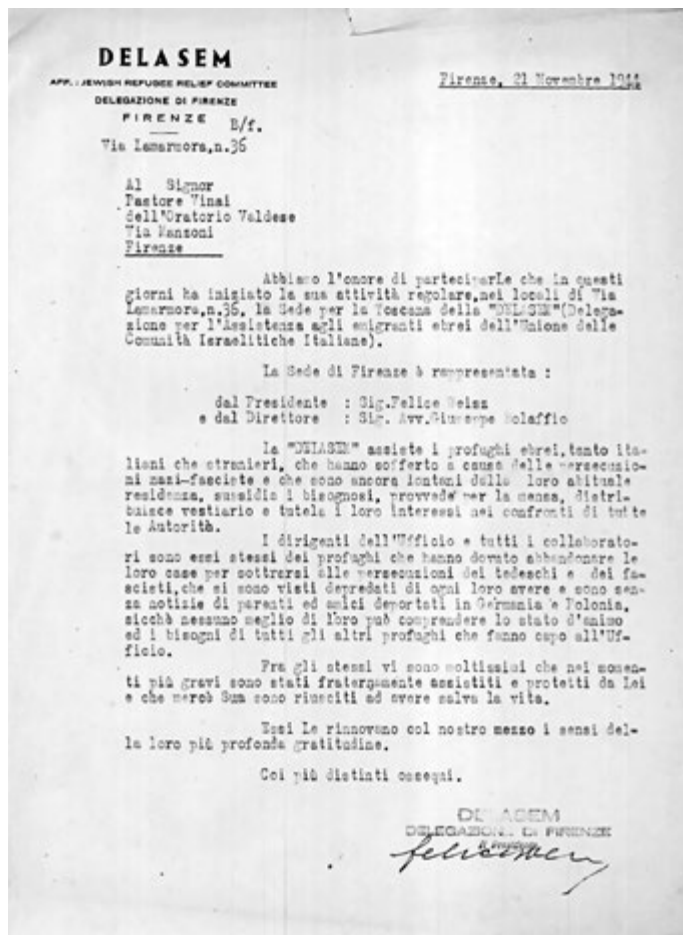 DELASEM
AFF.: JEWISH REFUGEE RELIEF COMMITTEE
DELEGAZIONE DI FIRENZE
FIRENZE
B/f.
Via Lamarmora,n.36
Firenze, 21 Novembre 1944
Al Signor
Pastore Vinai
dell'Oratorio Valdese
Via Manzoni
Firenze
Abbiamo l'onore di parteciparLe che in questi
giorni ha iniziato la sua attività regolare,nei locali di Via
Lamarmora,n.36, la Sede per la Toscana della "DELASEM"(Delega-
zione per l'Assistenza agli emigranti ebrei dell'Unione delle
Comunità Israelitiche Italiane).
La Sede di Firenze è rappresentata :
dal Presidente : Sig.Felice Heisz
e dal Direttore : Sig. Avv.Giuseppe Bolaffio
La "DELASEM" assiste i profughi ebrei,tanto ita-
liani che stranieri, che hanno sofferto a causa delle persecuzio-
ni nazi-fasciste e che sono ancora lontani dalla loro abituale
residenza, sussidia i bisognosi, provvede per la mensa, distri-
buisce vestiario e tutela i loro interessi nei confronti di tutte
le Autorità.
I dirigenti dell'Ufficio e tutti i collaborato-
ri sono essi stessi dei profughi che hanno dovuto abbandonare le
loro case per sottrarsi alle persecuzioni dei tedeschi e dei fa-
scisti,che si sono visti depredati di ogni loro avere e sono sen-
za notizie di parenti ed amici deportati in Germania e Polonia,
sicchè nessuno meglio di loro può comprendere lo stato d'animo
ed i bisogni di tutti gli altri profughi che fanno capo all'Uf-
ficio.
Fra gli stessi vi sono moltissimi che nei momen-
ti più gravi sono stati fraternamente assistiti e protetti da Lei
e che mercè Sua sono riusciti ad avere salva la vita.
Essi Le rinnovano col nostro mezzo i sensi del-
la loro più profonda gratitudine.
Coi più distinti ossequi.
DELASEM
DELEGAZIONE DI FIRENZE
Il Presidente